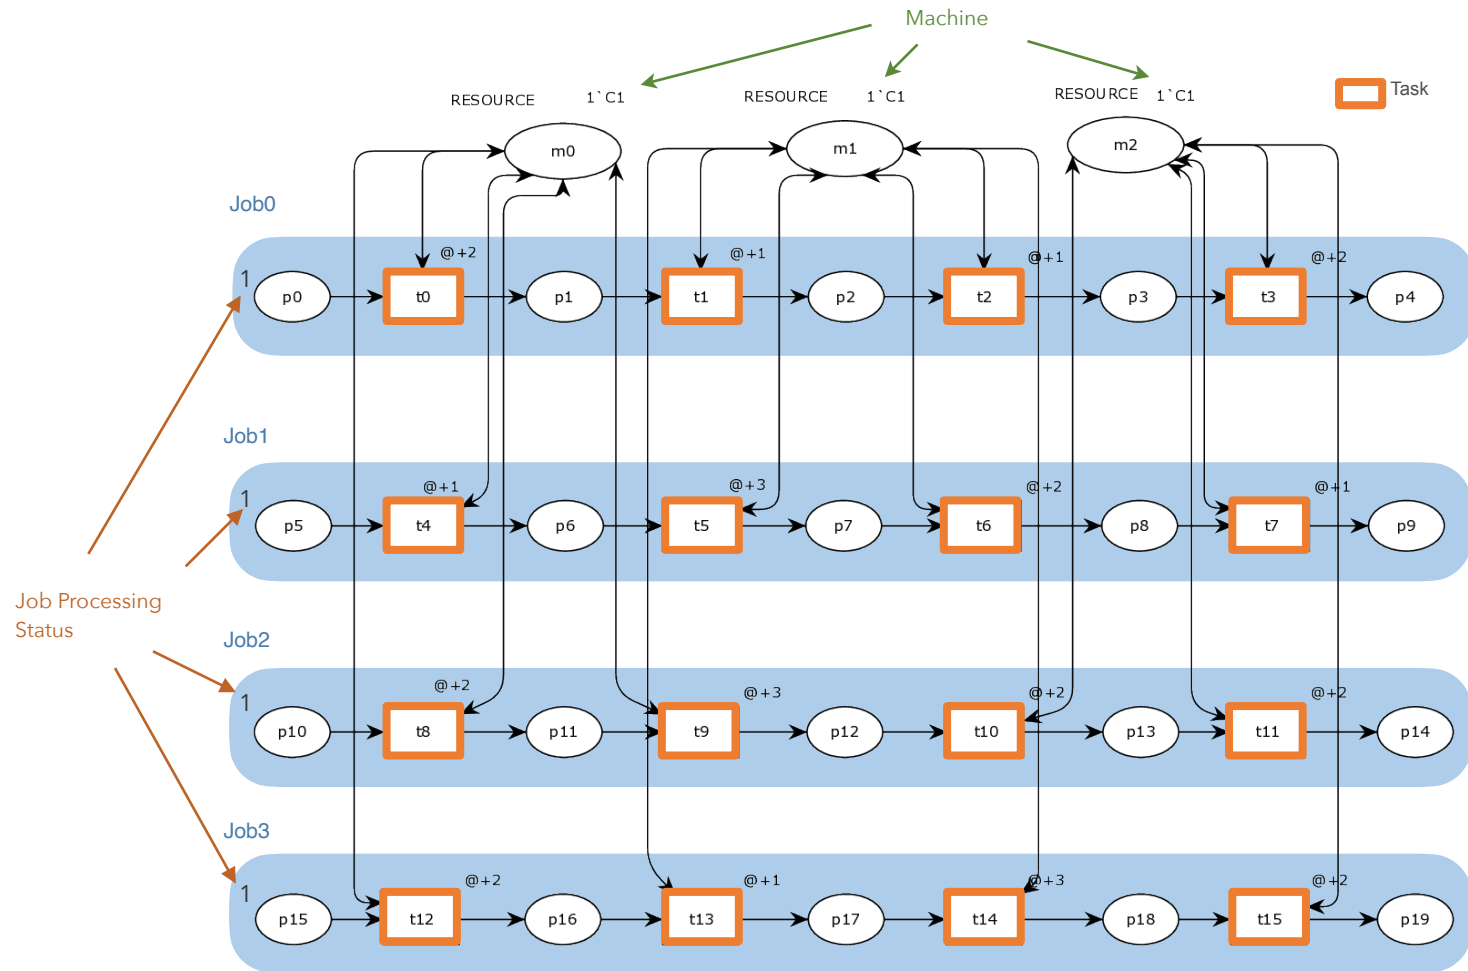 Machine
RESOURCE 1`C1 RESOURCE 1`C1 RESOURCE 1`C1
Task
m0 m1 m2
Job0
@+2 @+1 @+1 @+2
1 p0 t0 p1 t1 p2 t2 p3 t3 p4
Job1
@+1 @+3 @+2 @+1
1 p5 t4 p6 t5 p7 t6 p8 t7 p9
Job Processing
Status
Job2
@+2 @+3 @+2 @+2
1 p10 t8 p11 t9 p12 t10 p13 t11 p14
Job3
@+2 @+1 @+3 @+2
1 p15 t12 p16 t13 p17 t14 p18 t15 p19